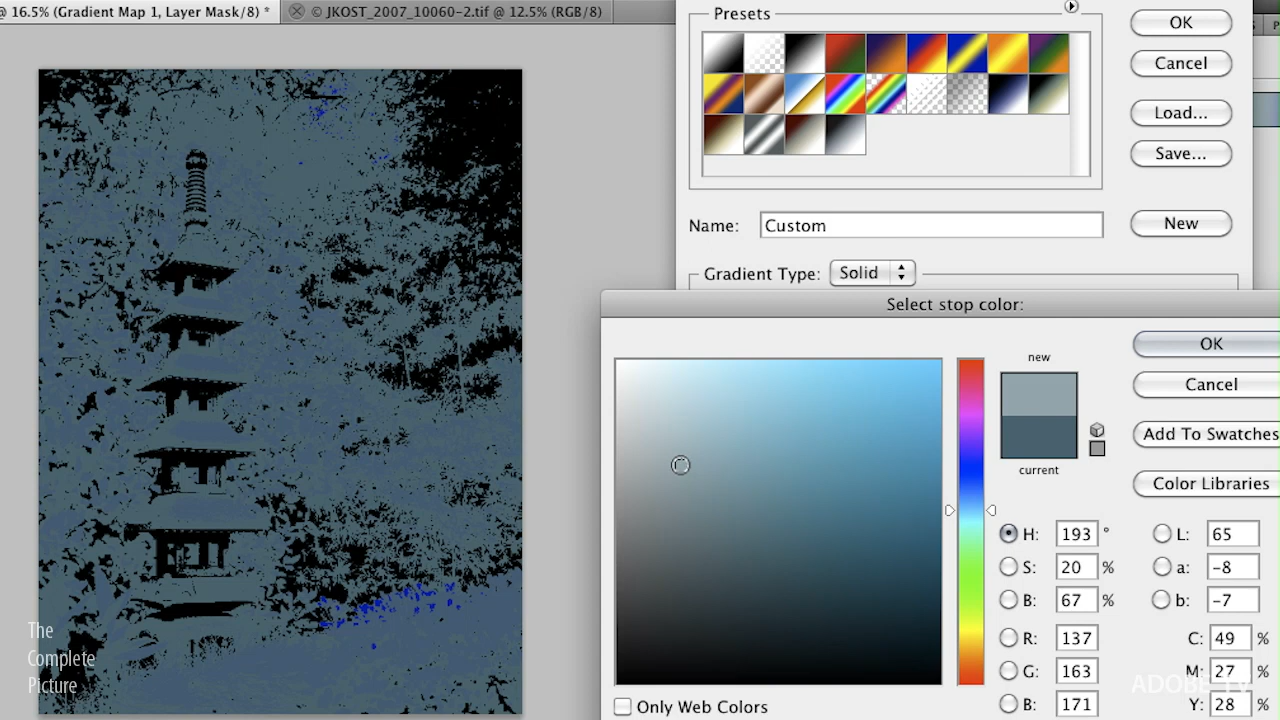 @ 16.5% (Gradient Map 1, Layer Mask/8) *
© JKOST_2007_10060-2.tif @ 12.5% (RGB/8)
Presets
OK
Cancel
Load...
Save...
Name: Custom
New
Gradient Type: Solid
Select stop color:
new
current
OK
Cancel
Add To Swatches
Color Libraries
H: 193 °
S: 20 %
B: 67 %
R: 137
G: 163
B: 171
L: 65
a: -8
b: -7
C: 49 %
M: 27 %
Y: 28 %
Only Web Colors
The
Complete
Picture
ADOBE TV